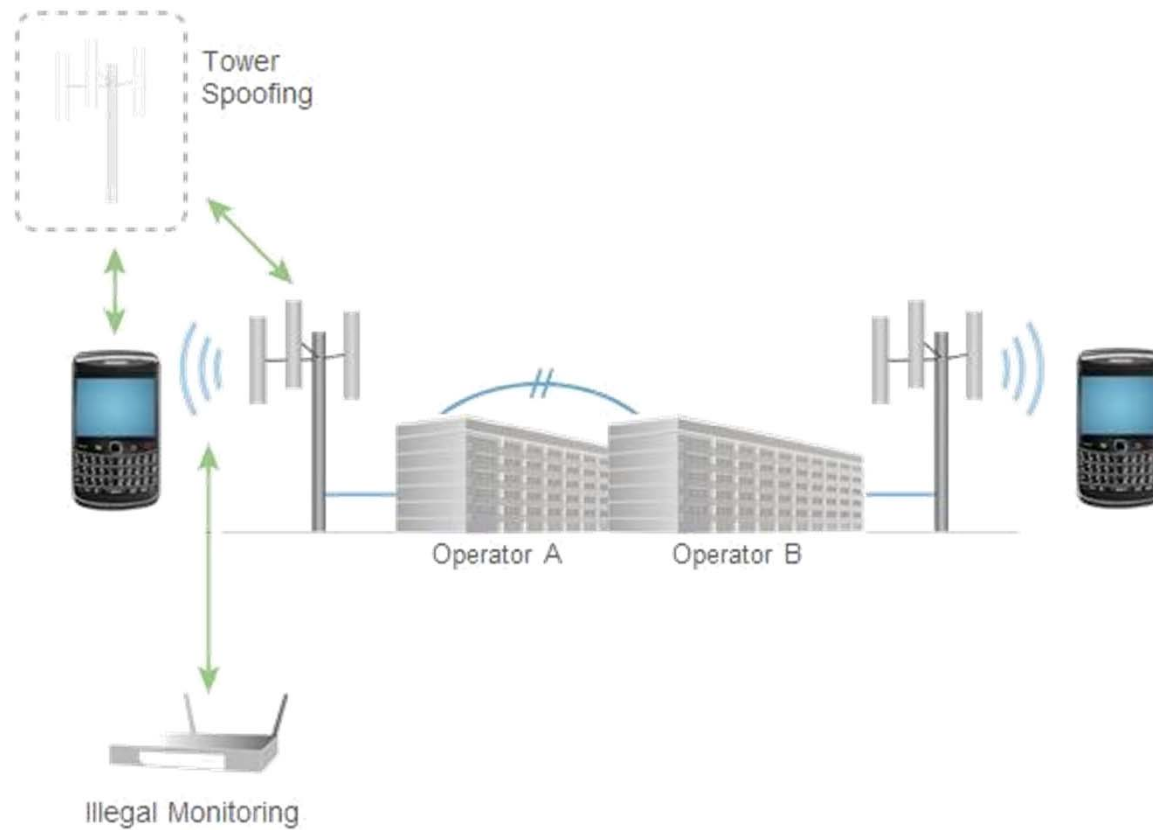 Tower
Spoofing
Operator A
Operator B
Illegal Monitoring